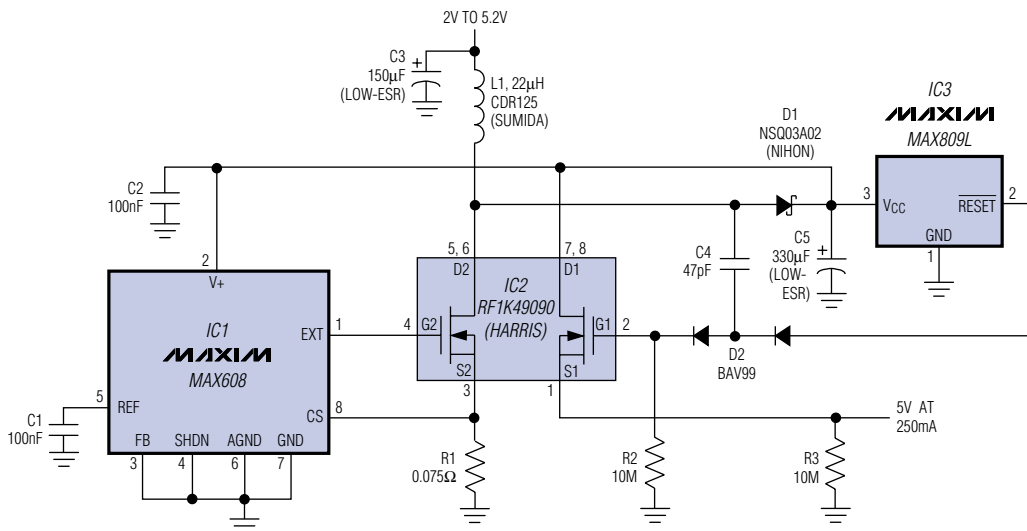 2V TO 5.2V
C3
150µF
(LOW-ESR)
L1, 22µH
CDR125
(SUMIDA)
D1
NSQ03A02
(NIHON)
IC3
MAXIM
MAX809L
C2
100nF
3
VCC
RESET
2
GND
1
C5
330µF
(LOW-
ESR)
C4
47pF
5, 6
D2
7, 8
D1
IC2
RF1K49090
(HARRIS)
2
V+
IC1
MAXIM
MAX608
EXT
1
4
G2
G1
2
S2
S1
3
1
D2
BAV99
5
REF
C1
100nF
CS
8
FB
SHDN
AGND
GND
3
4
6
7
R1
0.075Ω
R2
10M
R3
10M
5V AT
250mA